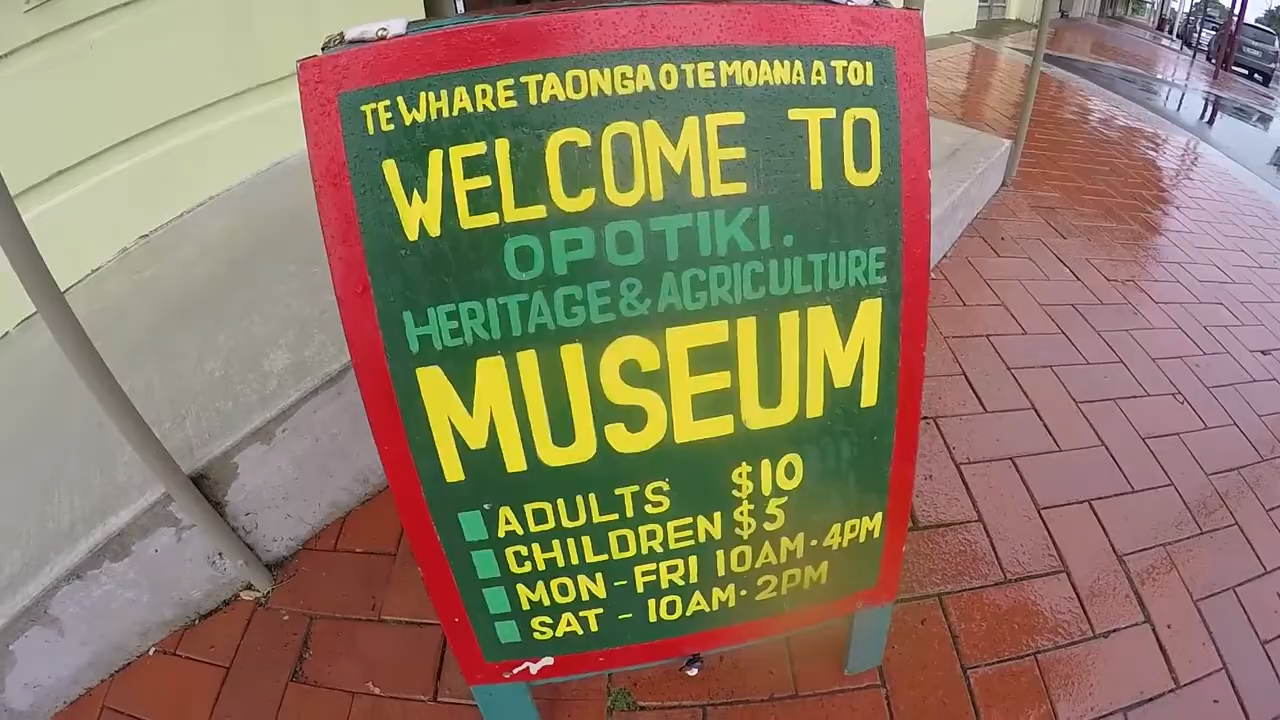 TE WHARE TAONGA O TE MOANA A TOI
WELCOME TO
OPOTIKI.
HERITAGE & AGRICULTURE
MUSEUM
ADULTS $10
CHILDREN $5
MON - FRI 10AM · 4PM
SAT - 10AM · 2PM